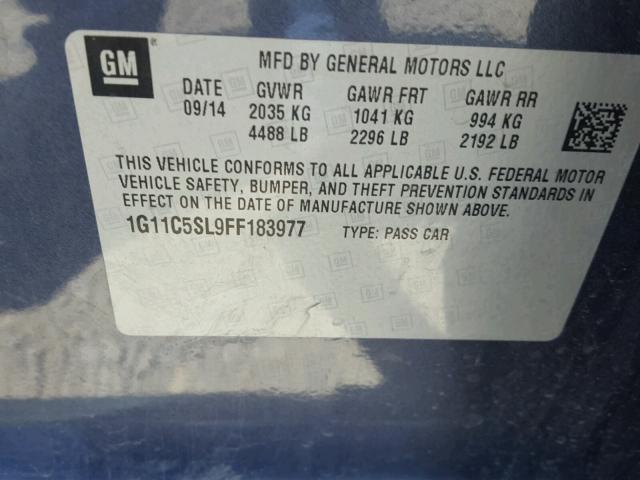 GM
MFD BY GENERAL MOTORS LLC
DATE GVWR GAWR FRT GAWR RR
09/14 2035 KG 1041 KG 994 KG
4488 LB 2296 LB 2192 LB
THIS VEHICLE CONFORMS TO ALL APPLICABLE U.S. FEDERAL MOTOR
VEHICLE SAFETY, BUMPER, AND THEFT PREVENTION STANDARDS IN
EFFECT ON THE DATE OF MANUFACTURE SHOWN ABOVE.
1G11C5SL9FF183977 TYPE: PASS CAR